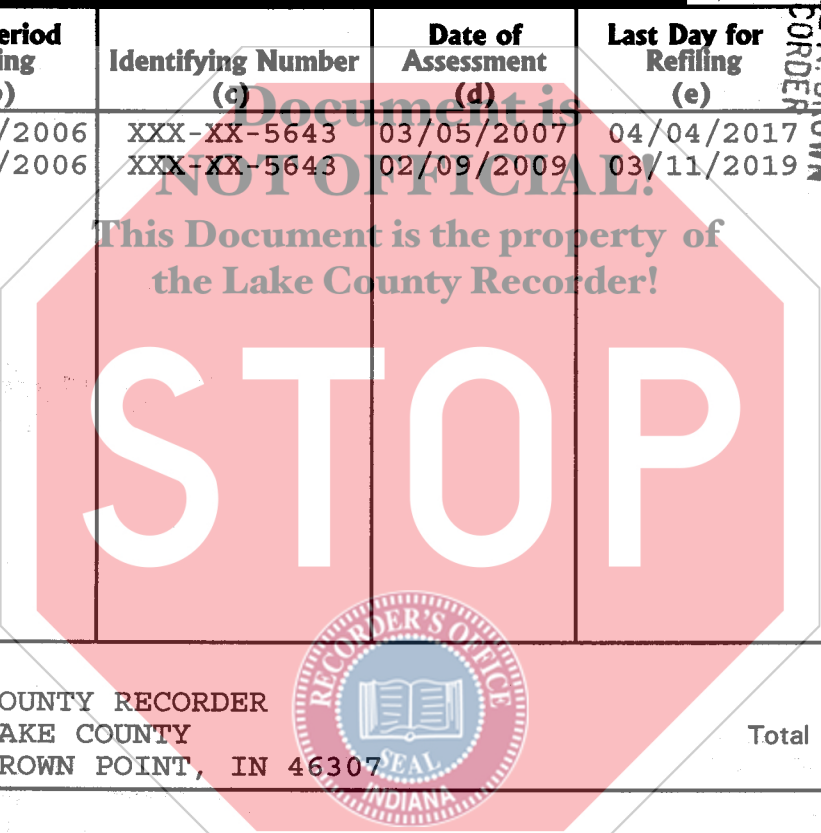 eriod
ing
)
Identifying Number
(c)
Date of
Assessment
(d)
Last Day for
Refiling
(e)
CORDER
BROWN
/2006 XXX-XX-5643 03/05/2007 04/04/2017
/2006 XXX-XX-5643 02/09/2009 03/11/2019
Document is
NOT OFFICIAL!
This Document is the property of
the Lake County Recorder!
STOP
OUNTY RECORDER
AKE COUNTY
ROWN POINT, IN 46307
Total
RECORDER'S OFFICE
SEAL
INDIANA